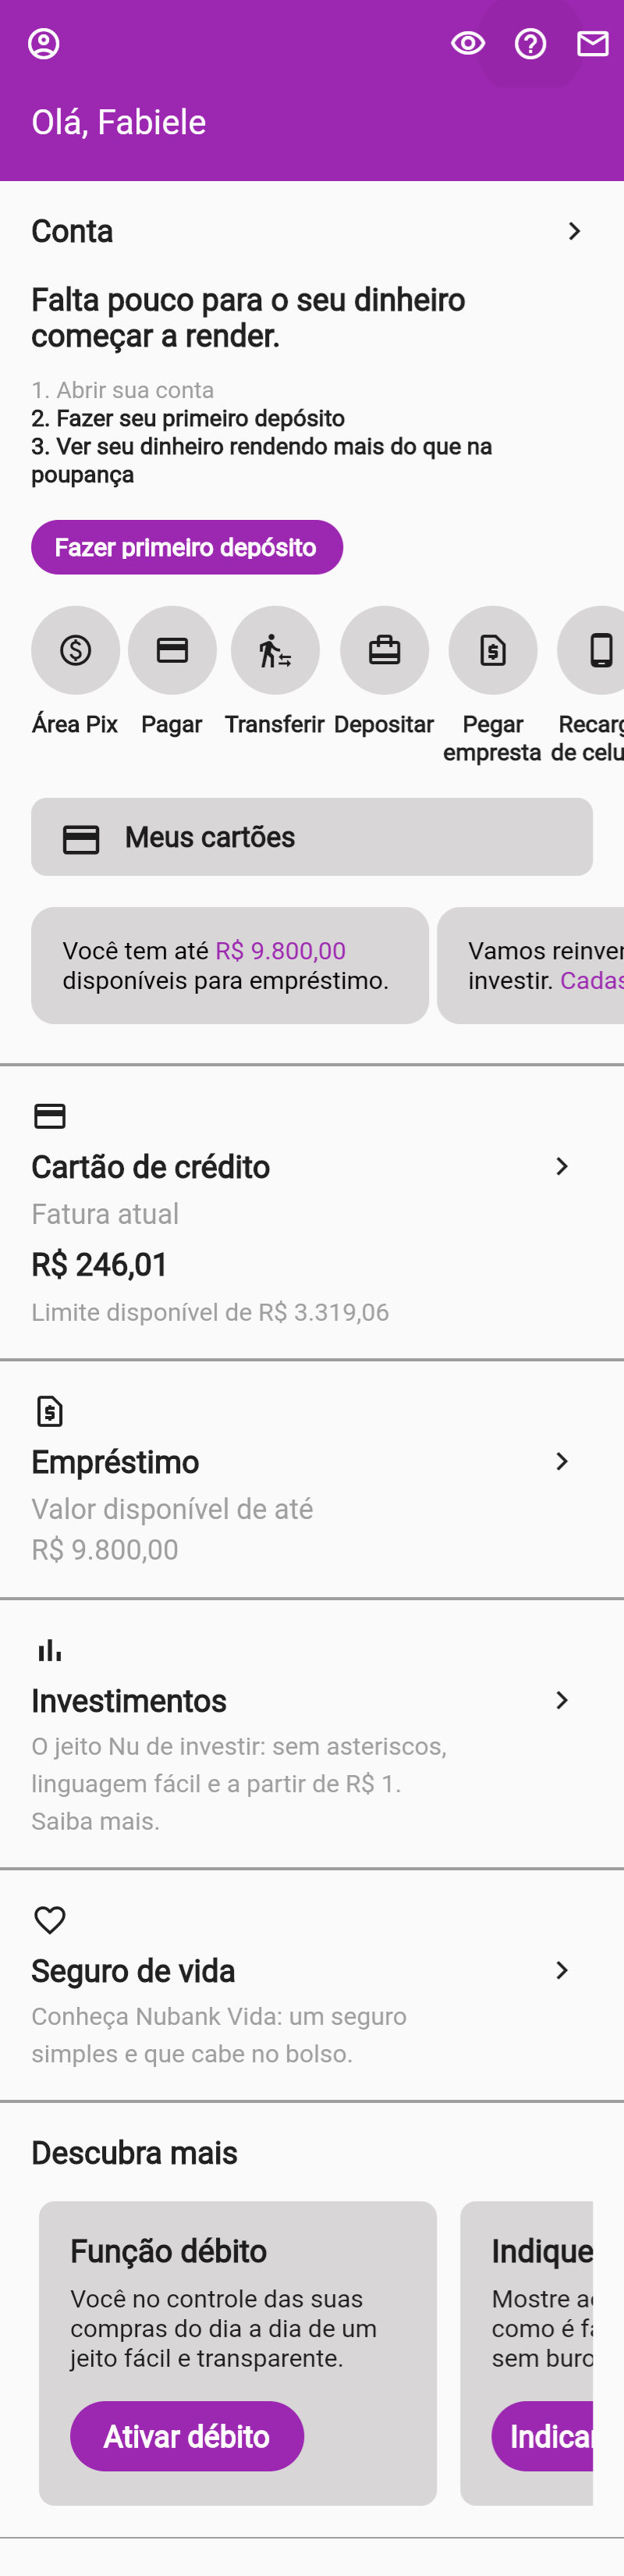 Olá, Fabiele
Conta
Falta pouco para o seu dinheiro
começar a render.
1. Abrir sua conta
2. Fazer seu primeiro depósito
3. Ver seu dinheiro rendendo mais do que na
poupança
Fazer primeiro depósito
Área Pix Pagar Transferir Depositar Pegar
empresta de
Meus cartões
Você tem até R$ 9.800,00
disponíveis para empréstimo.
Vamos
investir.
Cartão de crédito
Fatura atual
R$ 246,01
Limite disponível de R$ 3.319,06
Empréstimo
Valor disponível de até
R$ 9.800,00
Investimentos
O jeito Nu de investir: sem asteriscos,
linguagem fácil e a partir de R$ 1.
Saiba mais.
Seguro de vida
Conheça Nubank Vida: um seguro
simples e que cabe no bolso.
Descubra mais
Função débito
Você no controle das suas
compras do dia a dia de um
jeito fácil e transparente.
Ativar débito
Indique
Mostre
como é
sem